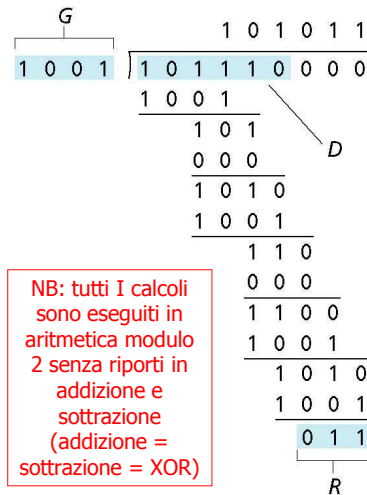 G
1 0 1 0 1 1
1 0 0 1 1 0 1 1 1 0 0 0 0
1 0 0 1
1 0 1
D
0 0 0
1 0 1 0
1 0 0 1
1 1 0
0 0 0
1 1 0 0
1 0 0 1
1 0 1 0
1 0 0 1
0 1 1
R
NB: tutti I calcoli
sono eseguiti in
aritmetica modulo
2 senza riporti in
addizione e
sottrazione
(addizione =
sottrazione = XOR)